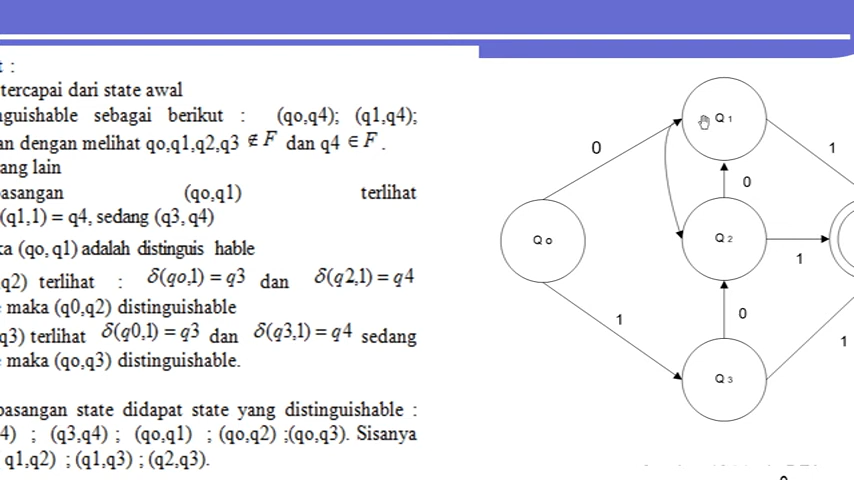 t :
tercapai dari state awal
nguishable sebagai berikut : (qo,q4); (q1,q4);
an dengan melihat qo,q1,q2,q3 ∉ F dan q4 ∈ F.
ang lain
asangan (qo,q1) terlihat
(q1,1) = q4, sedang (q3, q4)
ka (qo, q1) adalah distinguis hable
q2) terlihat : δ(qo,1) = q3 dan δ(q2,1) = q4
e maka (q0,q2) distinguishable
q3) terlihat δ(q0,1) = q3 dan δ(q3,1) = q4 sedang
e maka (qo,q3) distinguishable.
pasangan state didapat state yang distinguishable :
4) ; (q3,q4) ; (qo,q1) ; (qo,q2) ;(qo,q3). Sisanya
q1,q2) ; (q1,q3) ; (q2,q3).
Q 1
0
1
0
Q o
Q 2
1
1
0
1
Q 3